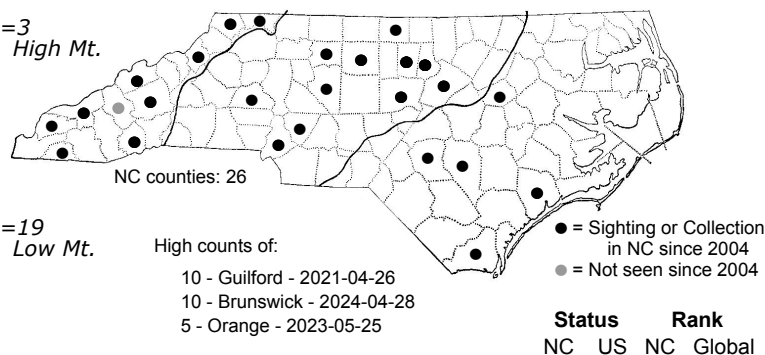 =3
High Mt.
NC counties: 26
=19
Low Mt.
High counts of:
10 - Guilford - 2021-04-26
10 - Brunswick - 2024-04-28
5 - Orange - 2023-05-25
= Sighting or Collection
in NC since 2004
= Not seen since 2004
Status Rank
NC US NC Global